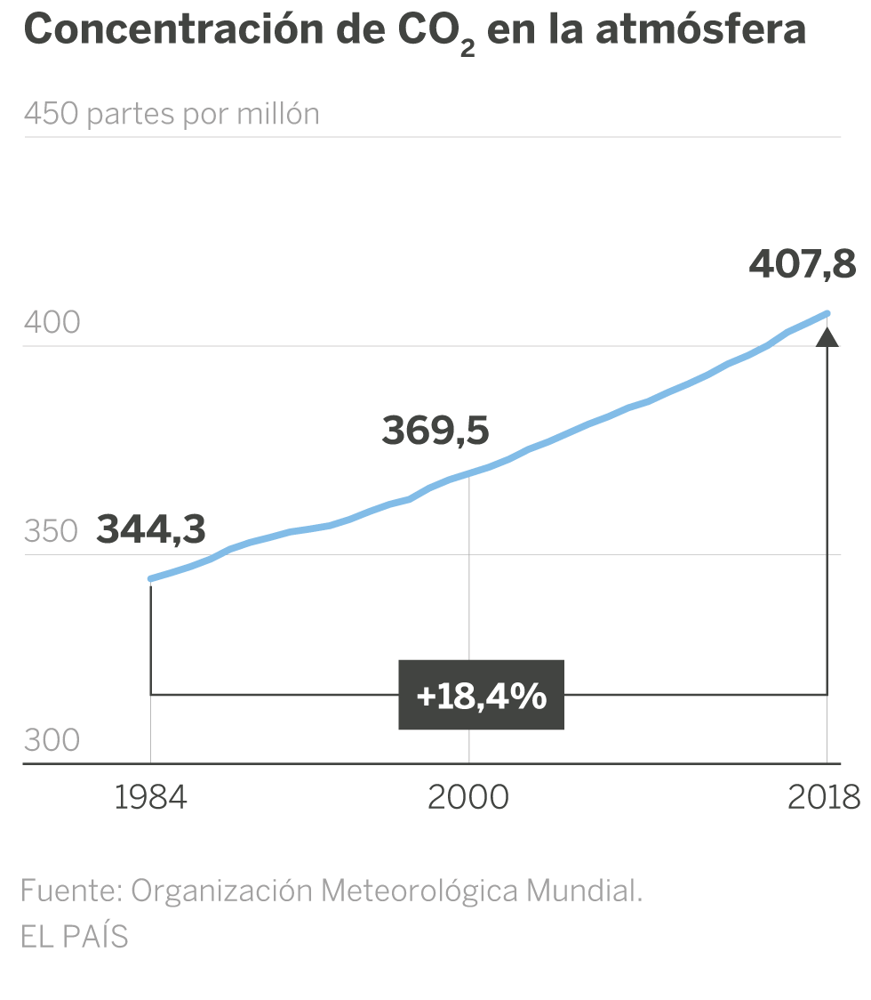 Concentración de CO₂ en la atmósfera
450 partes por millón
407,8
400
369,5
350 344,3
+18,4%
300
1984 2000 2018
Fuente: Organización Meteorológica Mundial.
EL PAÍS